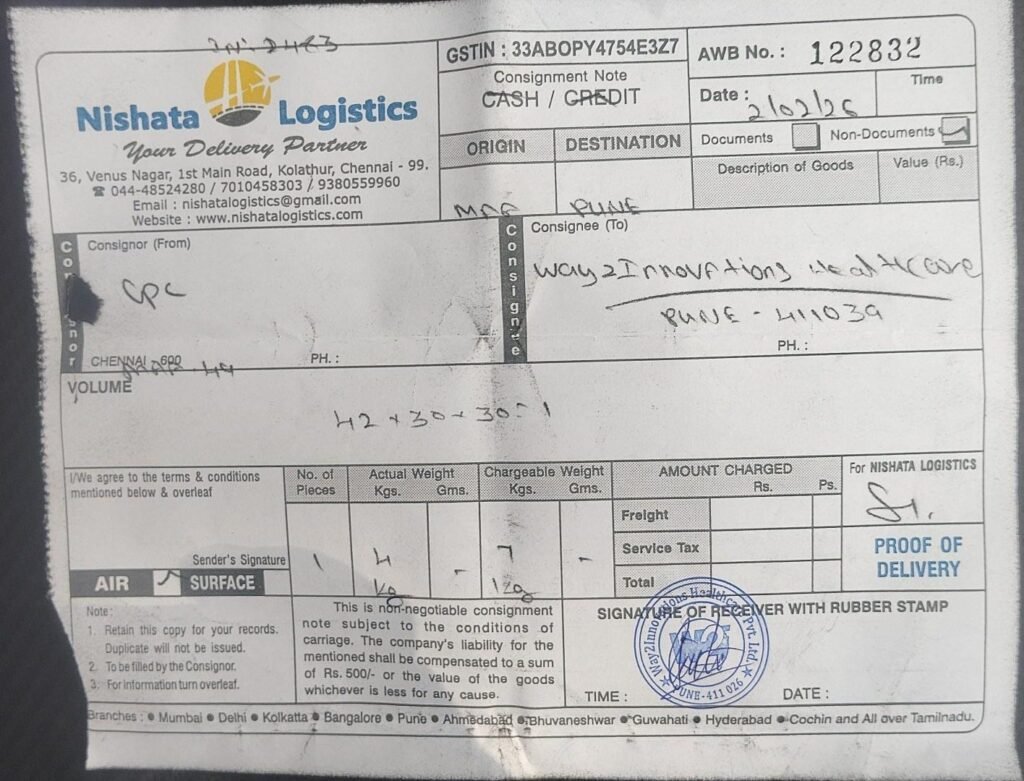 Nishata Logistics
Your Delivery Partner
36, Venus Nagar, 1st Main Road, Kolathur, Chennai - 99.
☎ 044-48524280 / 7010458303 / 9380559960
Email : nishatalogistics@gmail.com
Website : www.nishatalogistics.com
GSTIN : 33ABOPY4754E3Z7
Consignment Note
CASH / CREDIT
AWB No. : 122832
Date : 2/02/26
Time
ORIGIN
DESTINATION
PUNE
Documents
Non-Documents
Description of Goods
Value (Rs.)
Consignor (From)
CPC
CHENNAI - 600
PH. :
Consignee
Consignee (To)
Way2Innovations Healthcare
PUNE - 411039
PH. :
VOLUME
42 x 30 x 30 = 1
I/We agree to the terms & conditions
mentioned below & overleaf
Sender's Signature
AIR
SURFACE
No. of
Pieces
1
Actual Weight
Kgs. Gms.
4 -
kg
Chargeable Weight
Kgs. Gms.
7 -
AMOUNT CHARGED
Rs. Ps.
Freight
Service Tax
Total
For NISHATA LOGISTICS
PROOF OF
DELIVERY
Note :
1. Retain this copy for your records.
Duplicate will not be issued.
2. To be filled by the Consignor.
3. For information turn overleaf.
This is non-negotiable consignment
note subject to the conditions of
carriage. The company's liability for the
mentioned shall be compensated to a sum
of Rs. 500/- or the value of the goods
whichever is less for any cause.
SIGNATURE OF RECEIVER WITH RUBBER STAMP
Way2Innovations Healthcare Pvt. Ltd.
PUNE-411 026
TIME :
DATE :
Branches : ● Mumbai ● Delhi ● Kolkatta ● Bangalore ● Pune ● Ahmedabad ● Bhuvaneshwar ● Guwahati ● Hyderabad ● Cochin and All over Tamilnadu.